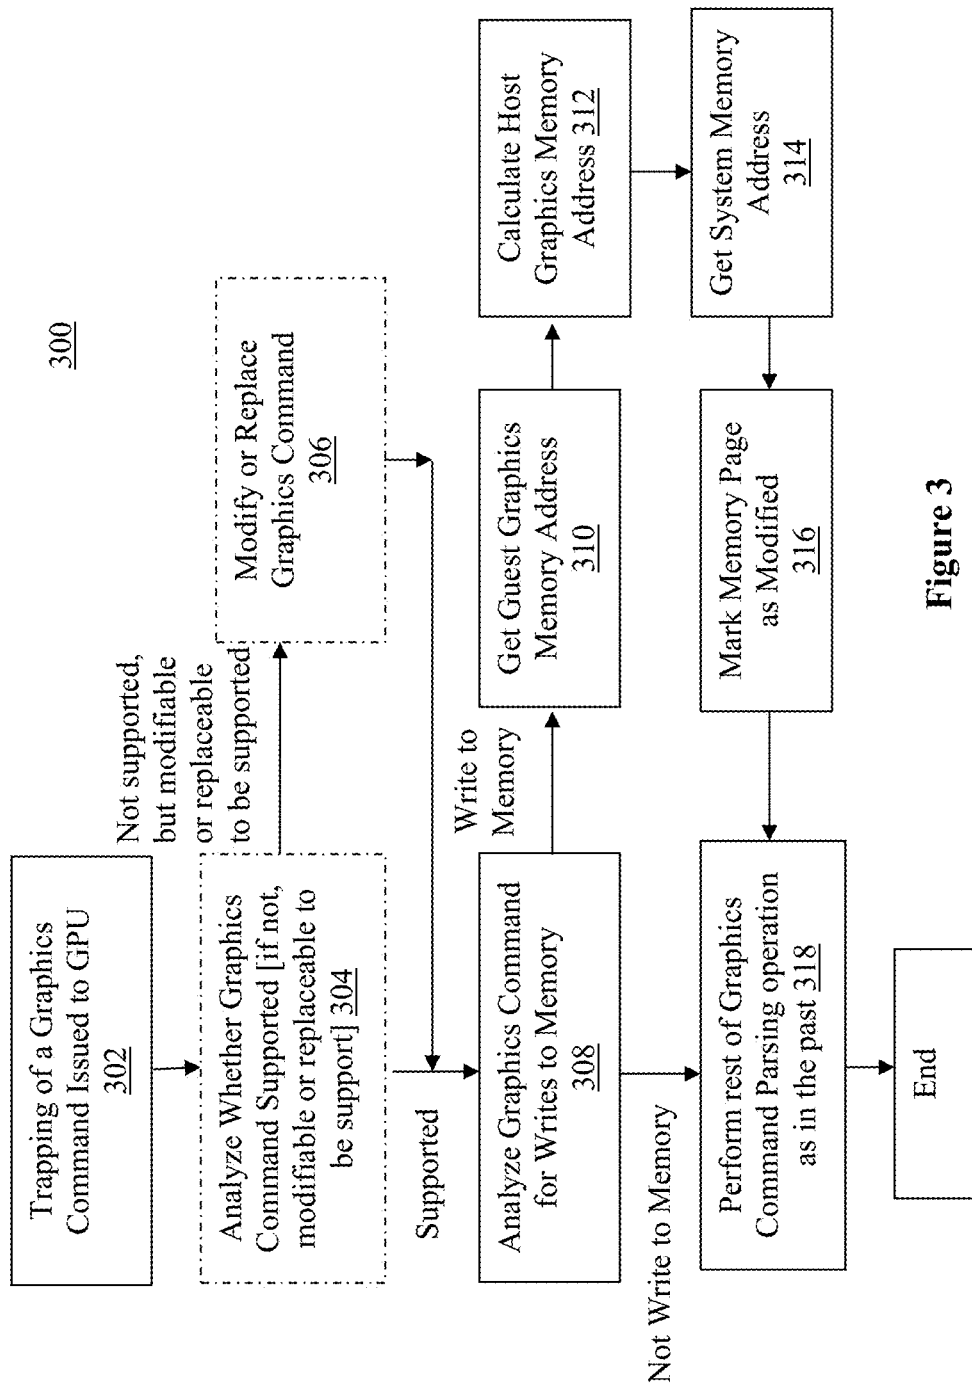 300
Trapping of a Graphics
Command Issued to GPU
302
Not supported,
but modifiable
or replaceable
to be supported
Analyze Whether Graphics
Command Supported [if not,
modifiable or replaceable to
be support] 304
Modify or Replace
Graphics Command
306
Supported
Analyze Graphics Command
for Writes to Memory
308
Write to
Memory
Get Guest Graphics
Memory Address
310
Calculate Host
Graphics Memory
Address 312
Get System Memory
Address
314
Mark Memory Page
as Modified
316
Not Write to Memory
Perform rest of Graphics
Command Parsing operation
as in the past 318
End
Figure 3